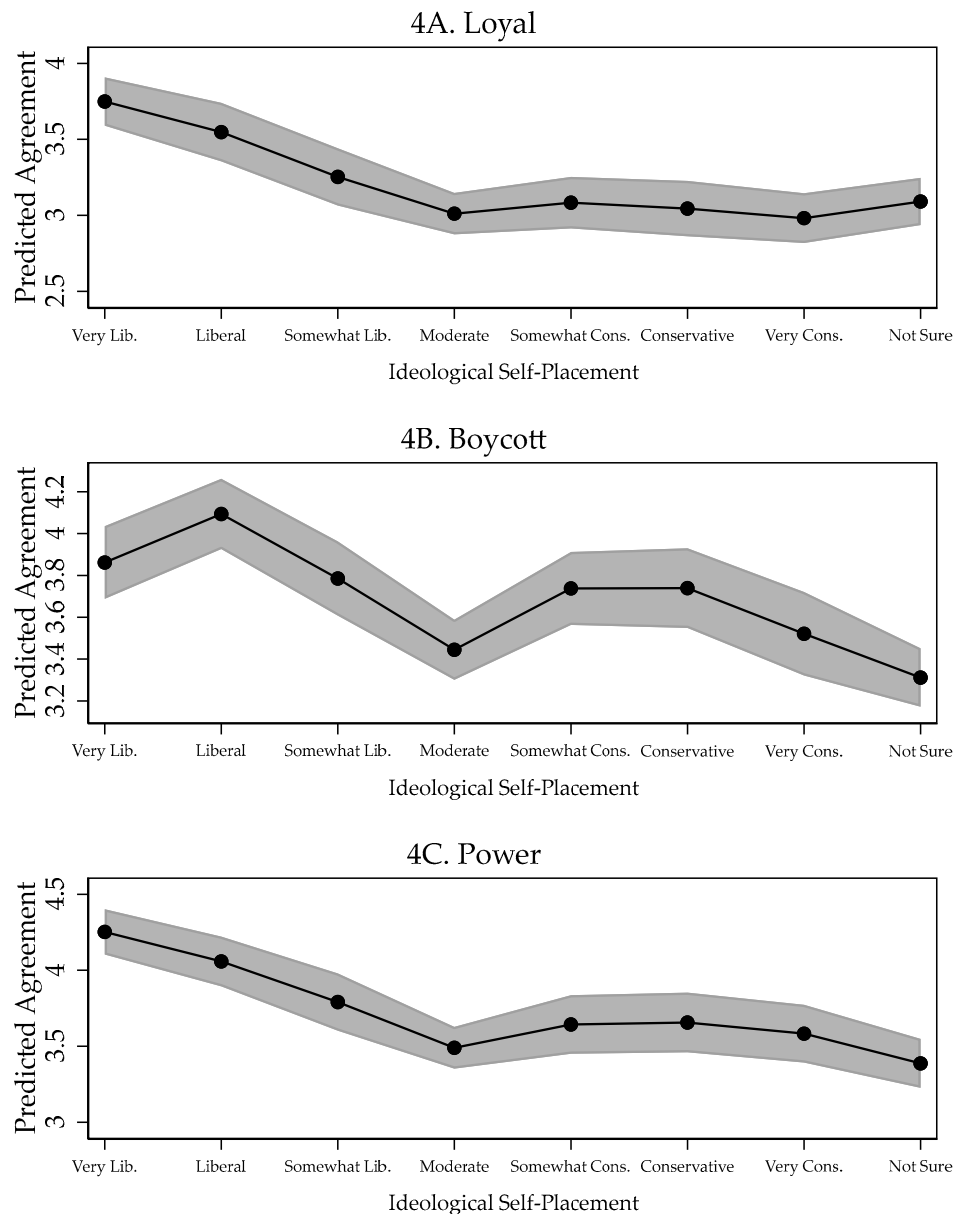 4A. Loyal
Predicted Agreement
4
3.5
3
2.5
Very Lib. Liberal Somewhat Lib. Moderate Somewhat Cons. Conservative Very Cons. Not Sure
Ideological Self-Placement
4B. Boycott
Predicted Agreement
4.2
4
3.8
3.6
3.4
3.2
Very Lib. Liberal Somewhat Lib. Moderate Somewhat Cons. Conservative Very Cons. Not Sure
Ideological Self-Placement
4C. Power
Predicted Agreement
4.5
4
3.5
3
Very Lib. Liberal Somewhat Lib. Moderate Somewhat Cons. Conservative Very Cons. Not Sure
Ideological Self-Placement